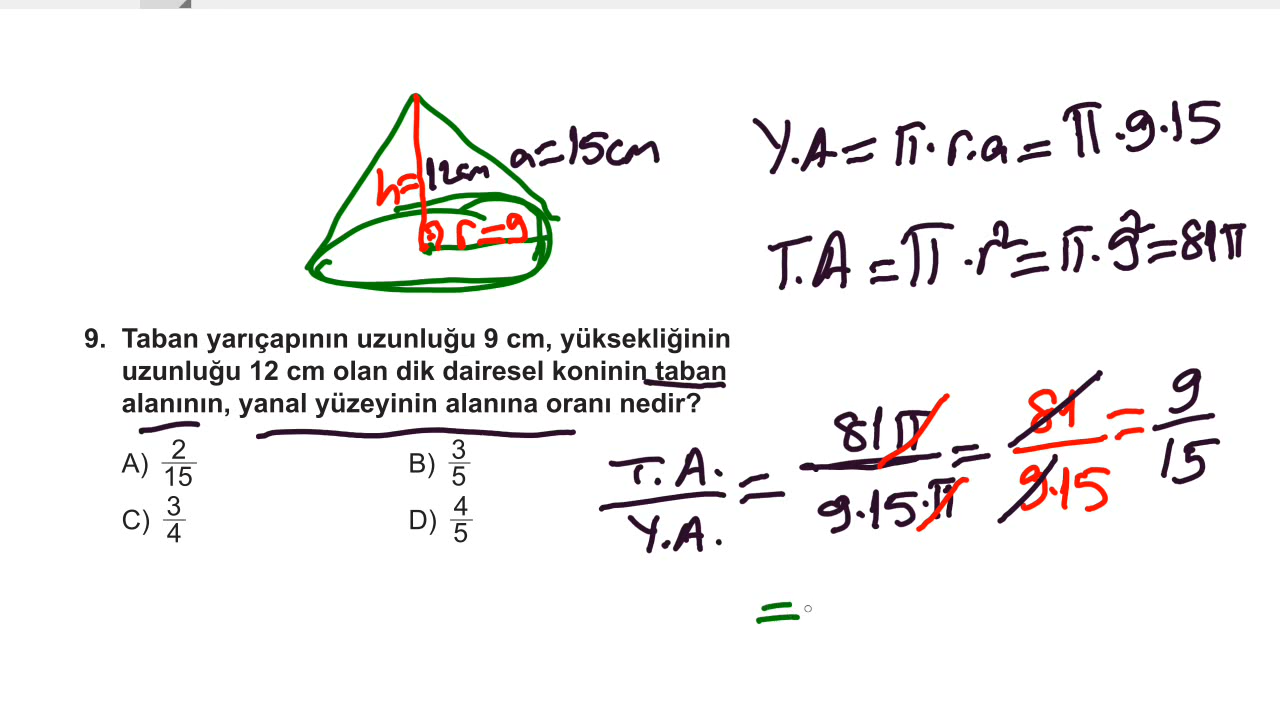 h=12cm
a=15cm
r=9
Y.A=π.r.a=π.9.15
T.A=π.r²=π.9²=81π
9. Taban yarıçapının uzunluğu 9 cm, yüksekliğinin
uzunluğu 12 cm olan dik dairesel koninin taban
alanının, yanal yüzeyinin alanına oranı nedir?
A) 2/15 B) 3/5
C) 3/4 D) 4/5
T.A./Y.A. = 81π/9.15.π = 81/9.15 = 9/15
=